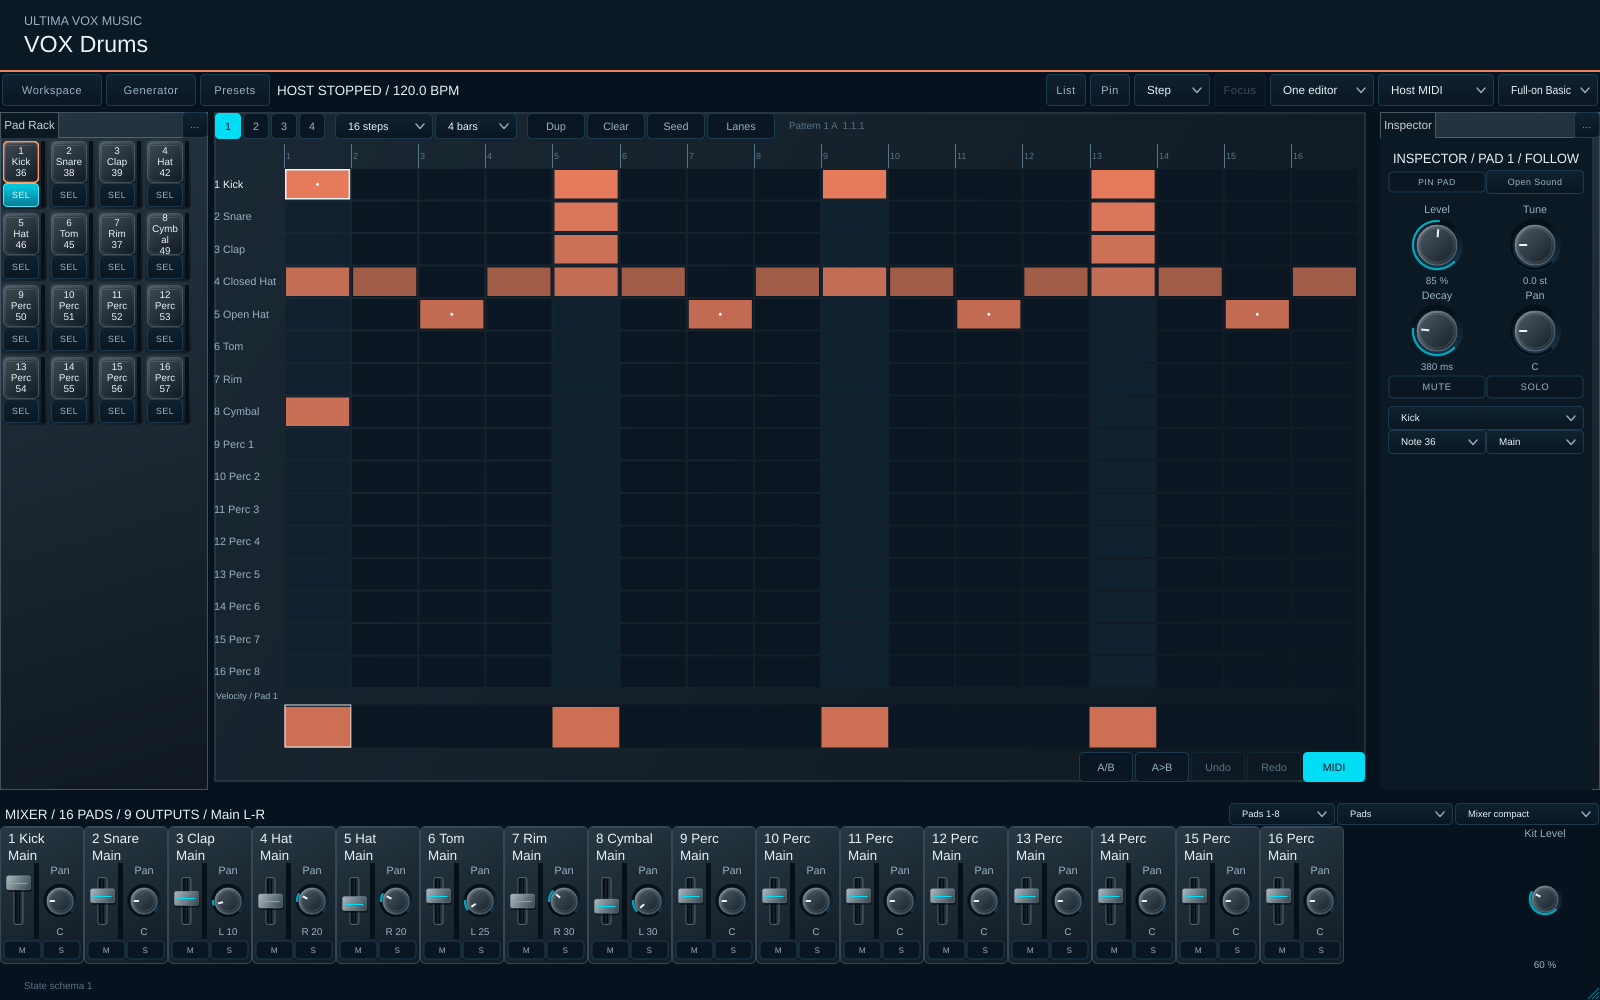 ULTIMA VOX MUSIC
VOX Drums
Workspace Generator Presets HOST STOPPED / 120.0 BPM List Pin Step Focus One editor Host MIDI Full-on Basic
Pad Rack ... 1 2 3 4 16 steps 4 bars Dup Clear Seed Lanes Pattern 1 A 1.1.1 Inspector ...
1 Kick 36 SEL
2 Snare 38 SEL
3 Clap 39 SEL
4 Hat 42 SEL
5 Hat 46 SEL
6 Tom 45 SEL
7 Rim 37 SEL
8 Cymb al 49 SEL
9 Perc 50 SEL
10 Perc 51 SEL
11 Perc 52 SEL
12 Perc 53 SEL
13 Perc 54 SEL
14 Perc 55 SEL
15 Perc 56 SEL
16 Perc 57 SEL
1 2 3 4 5 6 7 8 9 10 11 12 13 14 15 16
1 Kick
2 Snare
3 Clap
4 Closed Hat
5 Open Hat
6 Tom
7 Rim
8 Cymbal
9 Perc 1
10 Perc 2
11 Perc 3
12 Perc 4
13 Perc 5
14 Perc 6
15 Perc 7
16 Perc 8
Velocity / Pad 1
A/B A>B Undo Redo MIDI
INSPECTOR / PAD 1 / FOLLOW
PIN PAD Open Sound
Level Tune
85 % 0.0 st
Decay Pan
380 ms C
MUTE SOLO
Kick
Note 36 Main
MIXER / 16 PADS / 9 OUTPUTS / Main L-R Pads 1-8 Pads Mixer compact
1 Kick 2 Snare 3 Clap 4 Hat 5 Hat 6 Tom 7 Rim 8 Cymbal 9 Perc 10 Perc 11 Perc 12 Perc 13 Perc 14 Perc 15 Perc 16 Perc Kit Level
Main Main Main Main Main Main Main Main Main Main Main Main Main Main Main Main
Pan Pan Pan Pan Pan Pan Pan Pan Pan Pan Pan Pan Pan Pan Pan Pan
C C L 10 R 20 R 20 L 25 R 30 L 30 C C C C C C C C
M S M S M S M S M S M S M S M S M S M S M S M S M S M S M S M S
60 %
State schema 1